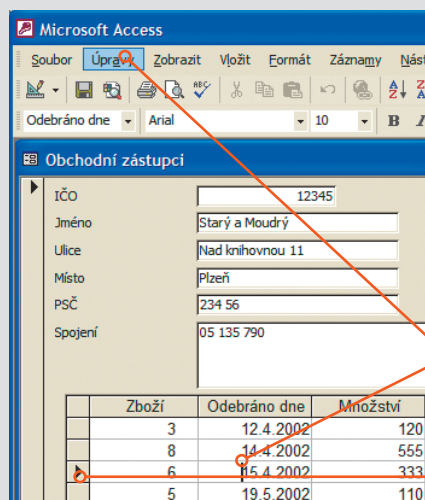 Microsoft Access
Soubor Úpravy Zobrazit Vložit Formát Záznamy
Odebráno dne Arial 10 B
Obchodní zástupci
IČO 12345
Jméno Starý a Moudrý
Ulice Nad knihovnou 11
Místo Plzeň
PSČ 234 56
Spojení 05 135 790
Zboží Odebráno dne Množství
3 12.4.2002 120
8 14.4.2002 555
6 15.4.2002 333
5 19.5.2002 110